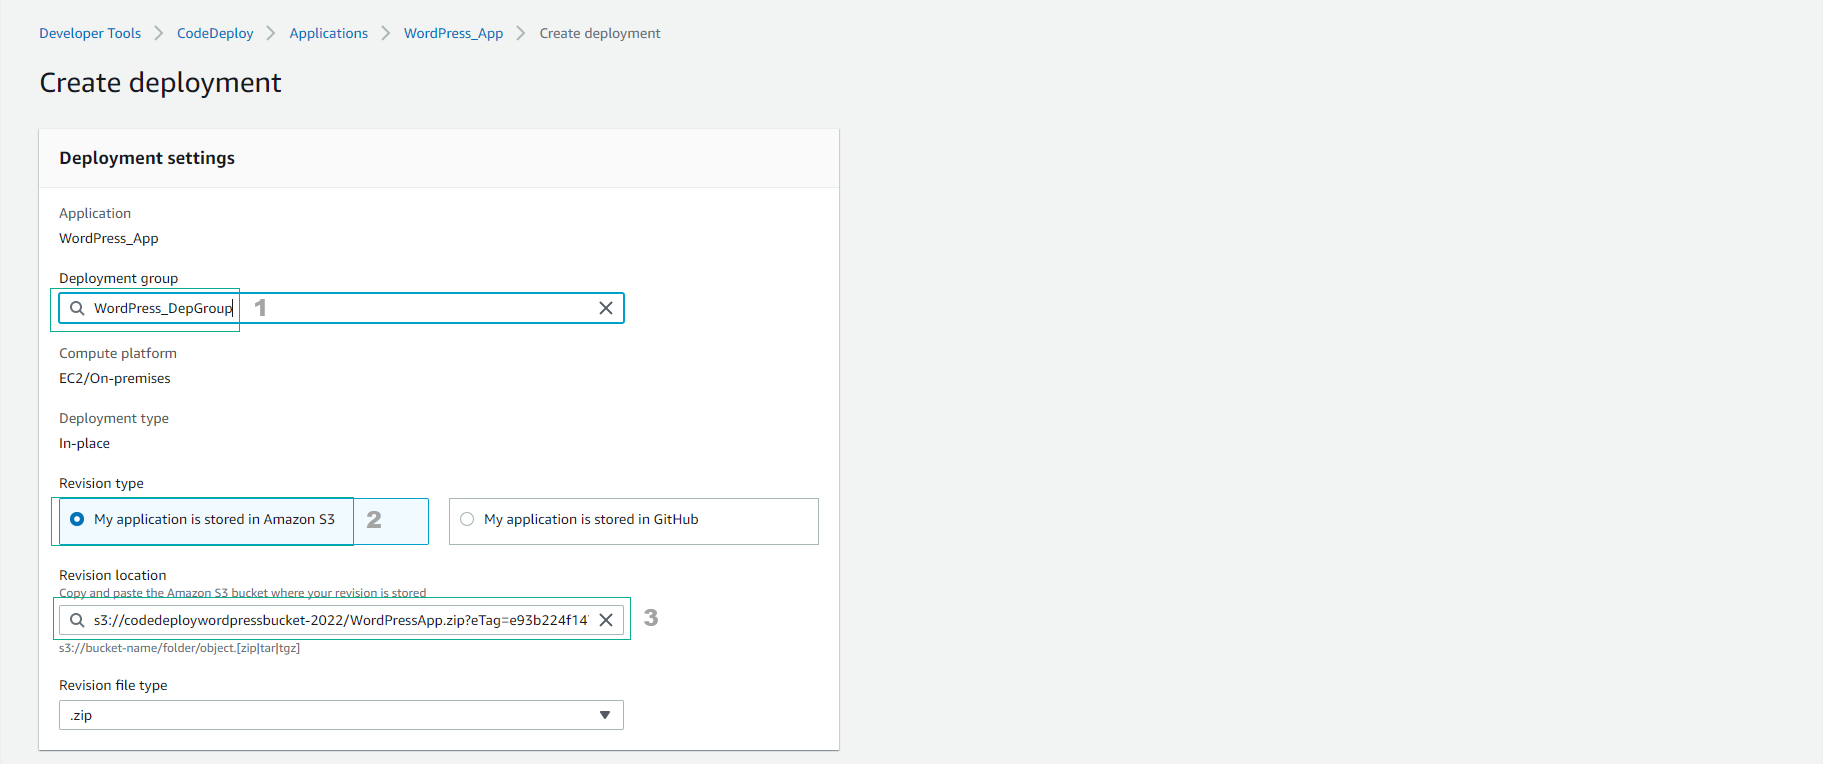 Developer Tools > CodeDeploy > Applications > WordPress_App > Create deployment
Create deployment
Deployment settings
Application
WordPress_App
Deployment group
WordPress_DepGroup 1
Compute platform
EC2/On-premises
Deployment type
In-place
Revision type
My application is stored in Amazon S3 2 My application is stored in GitHub
Revision location
Copy and paste the Amazon S3 bucket where your revision is stored
s3://codedeploywordpressbucket-2022/WordPressApp.zip?eTag=e93b224f14 3
s3://bucket-name/folder/object.[zip|tar|tgz]
Revision file type
.zip